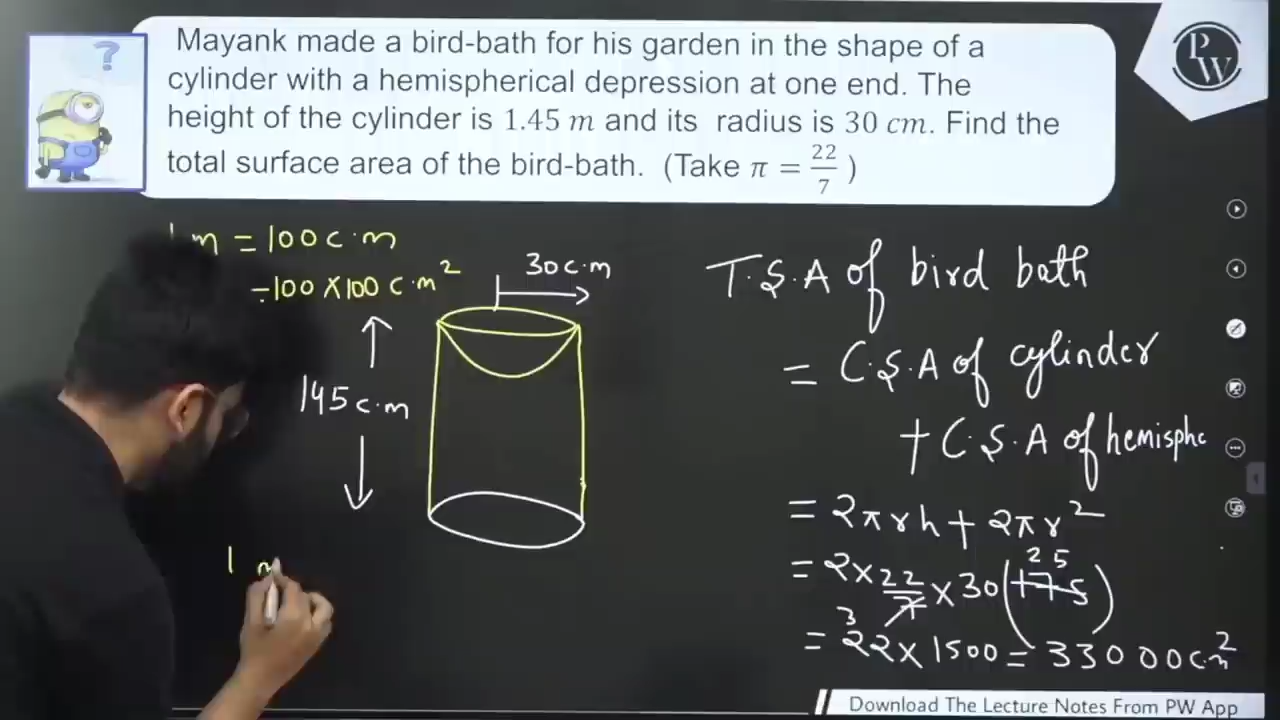 ?
Mayank made a bird-bath for his garden in the shape of a
cylinder with a hemispherical depression at one end. The
height of the cylinder is 1.45 m and its radius is 30 cm. Find the
total surface area of the bird-bath. (Take π = 22/7 )
PW
1 m = 100 c·m
= 100 × 100 c·m²
30 c·m
145 c·m
1 m
T.S.A of bird bath
= C.S.A of cylinder
+ C.S.A of hemisphe
= 2πrh + 2πr²
= 2 × 22/7 × 30 (175)
25
3
= 22 × 1500 = 33000 cm²
Download The Lecture Notes From PW App